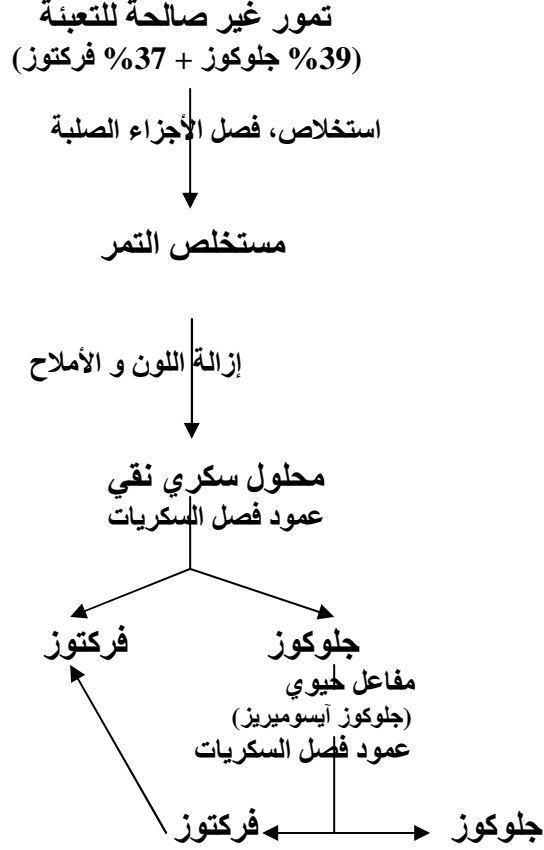 تمور غير صالحة للتعبئة
(39% جلوكوز + 37% فركتوز)
استخلاص، فصل الأجزاء الصلبة
مستخلص التمر
إزالة اللون و الأملاح
محلول سكري نقي
عمود فصل السكريات
جلوكوز
فركتوز
مفاعل حيوي
(جلوكوز آيسوميريز)
عمود فصل السكريات
جلوكوز
فركتوز